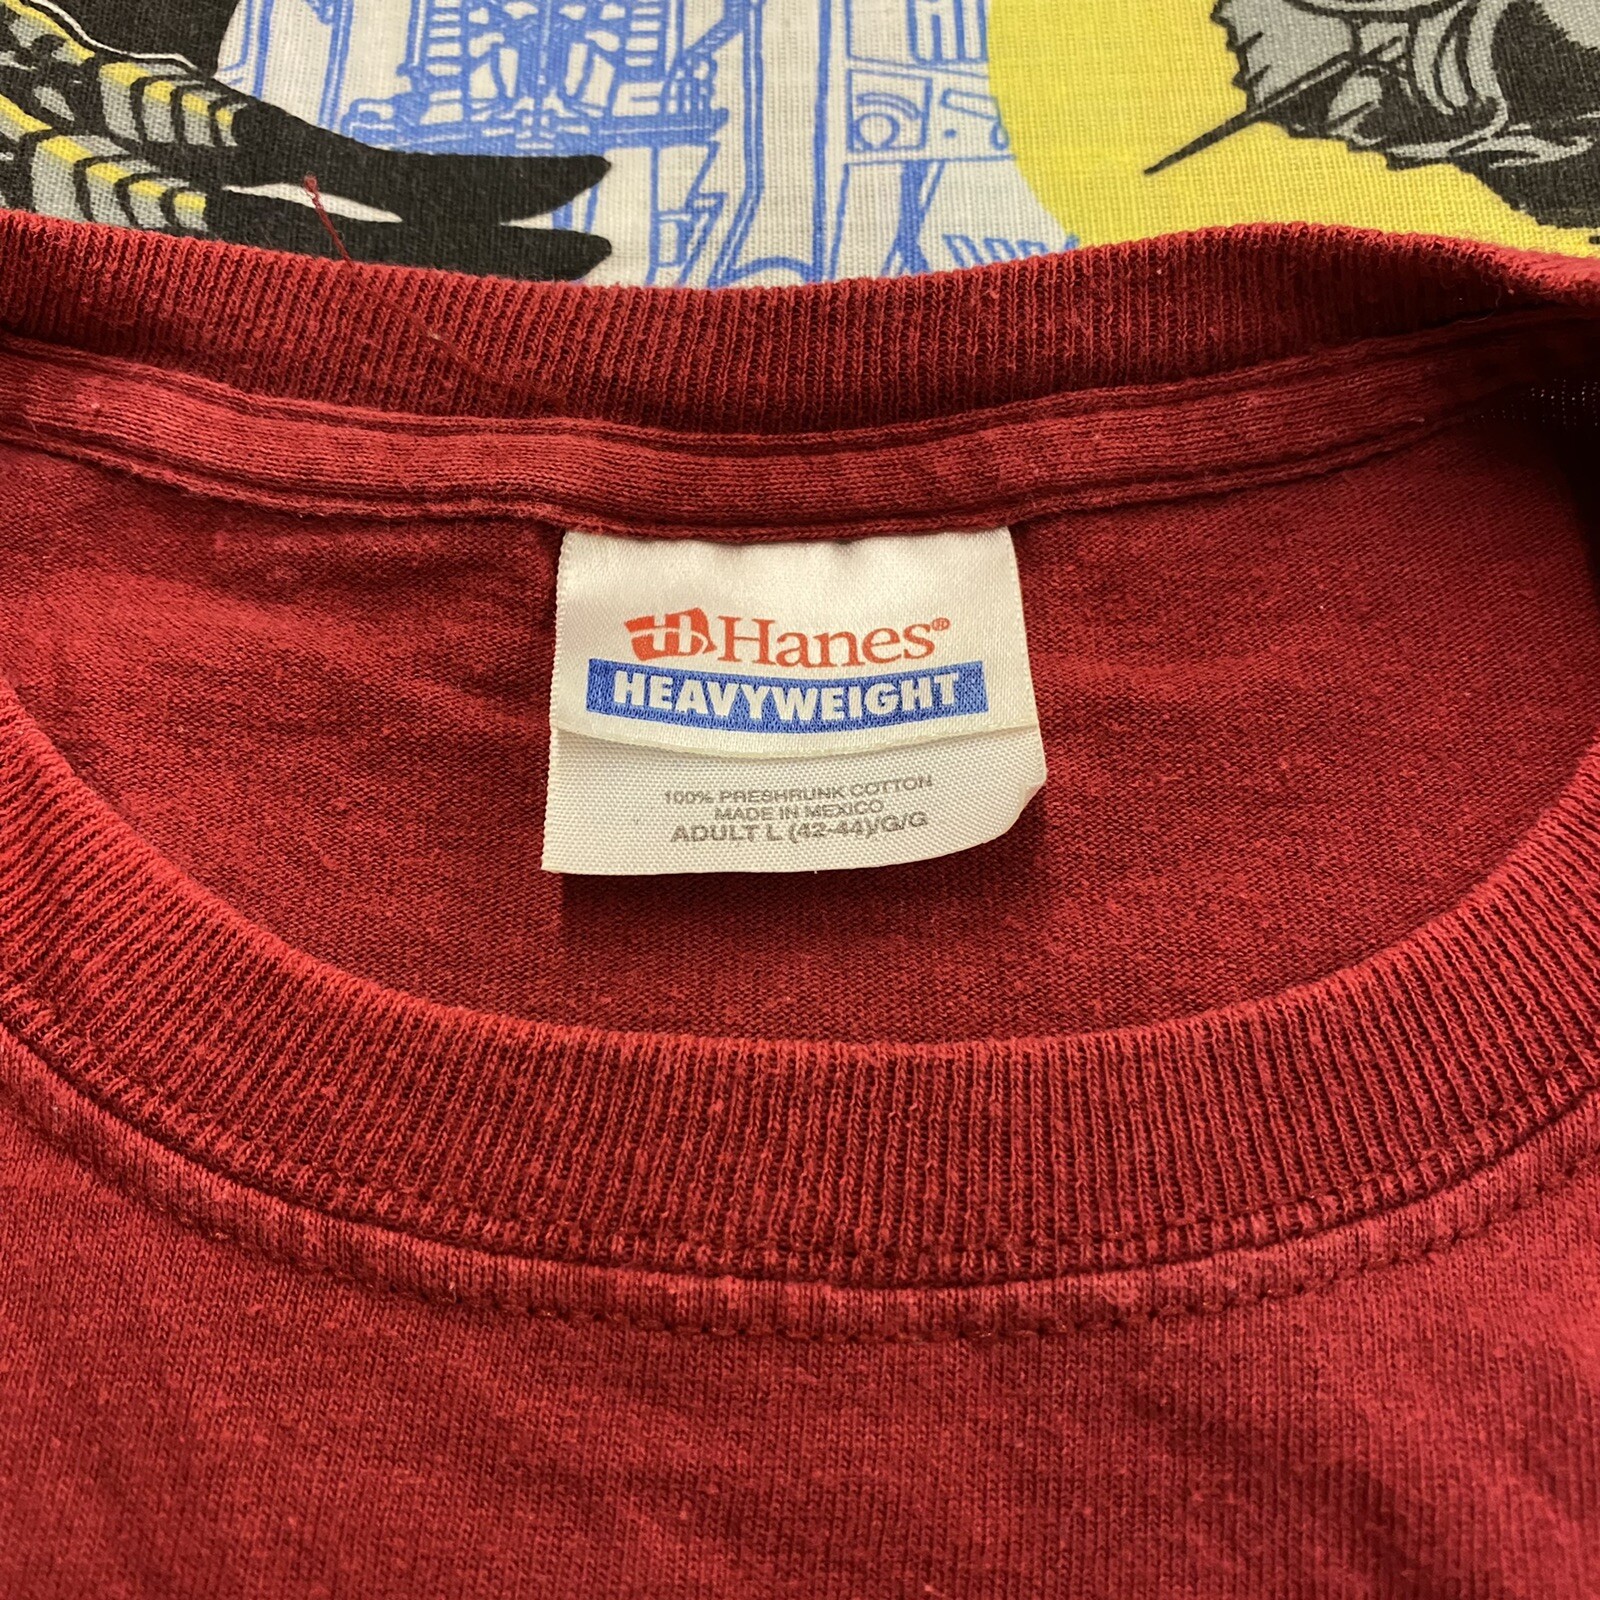 Hanes®
HEAVYWEIGHT
100% PRESHRUNK COTTON
MADE IN MEXICO
ADULT L (42-44)/G/G